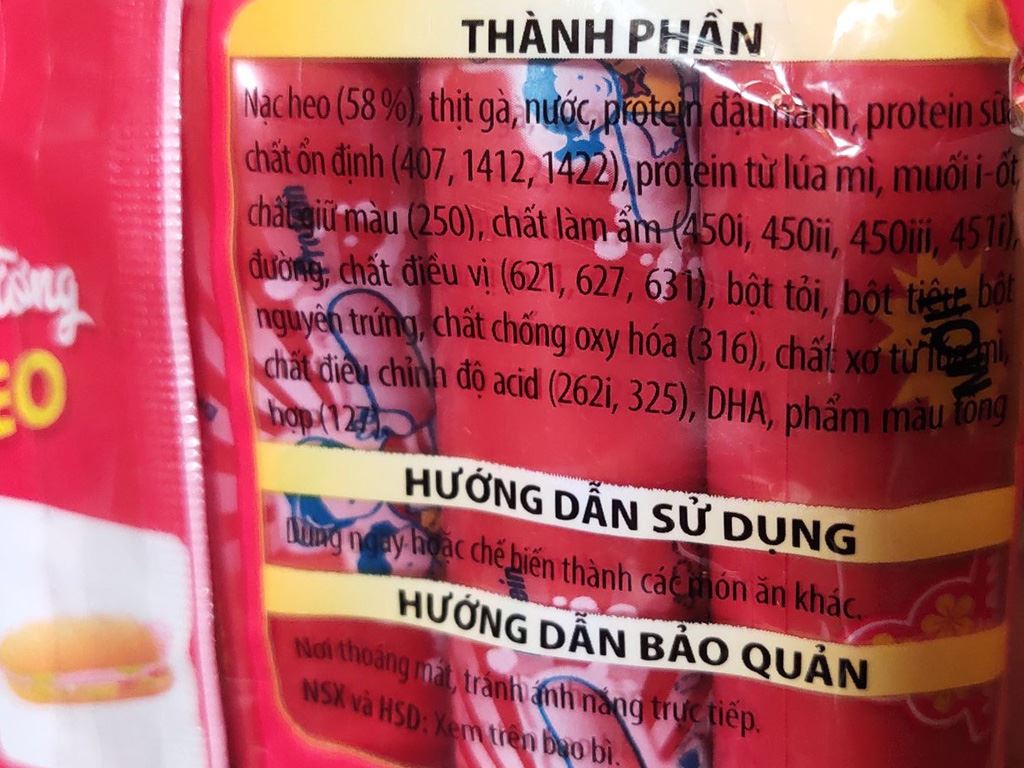 THÀNH PHẦN
Nạc heo (58 %), thịt gà, nước, protein đậu nành, protein sữa
chất ổn định (407, 1412, 1422), protein từ lúa mì, muối i-ốt,
chất giữ màu (250), chất làm ẩm (450i, 450ii, 450iii, 451i),
đường, chất điều vị (621, 627, 631), bột tỏi, bột tiêu, bột
nguyên trứng, chất chống oxy hóa (316), chất xơ từ lúa mì,
chất điều chỉnh độ acid (262i, 325), DHA, phẩm màu tổng
hợp (127).
HƯỚNG DẪN SỬ DỤNG
Dùng ngay hoặc chế biến thành các món ăn khác.
HƯỚNG DẪN BẢO QUẢN
Nơi thoáng mát, tránh ánh nắng trực tiếp.
NSX và HSD: Xem trên bao bì.